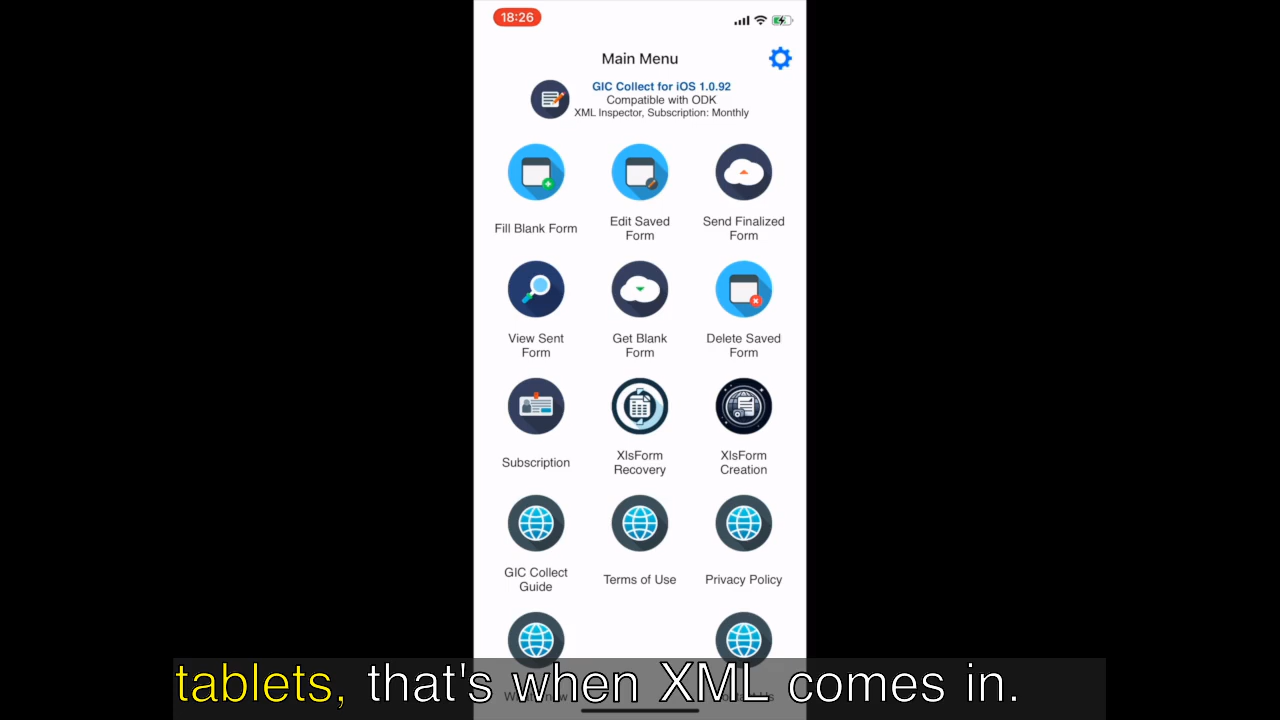 18:26
Main Menu
GIC Collect for iOS 1.0.92
Compatible with ODK
XML Inspector, Subscription: Monthly
Fill Blank Form
Edit Saved
Form
Send Finalized
Form
View Sent
Form
Get Blank
Form
Delete Saved
Form
Subscription
XlsForm
Recovery
XlsForm
Creation
GIC Collect
Guide
Terms of Use
Privacy Policy
tablets, that's when XML comes in.